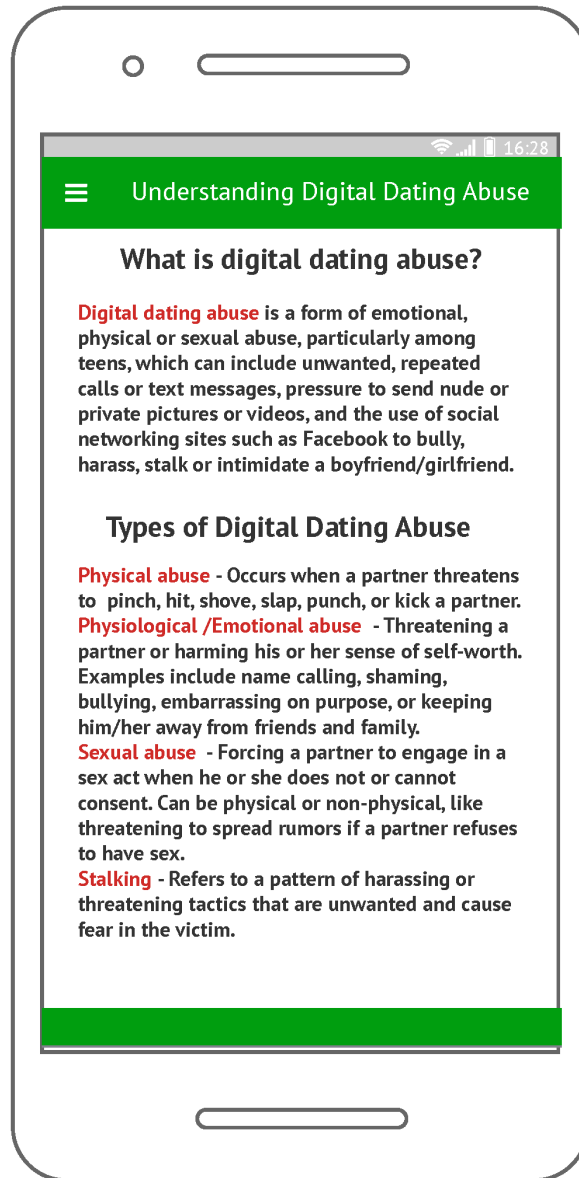 16:28
Understanding Digital Dating Abuse
What is digital dating abuse?
Digital dating abuse is a form of emotional,
physical or sexual abuse, particularly among
teens, which can include unwanted, repeated
calls or text messages, pressure to send nude or
private pictures or videos, and the use of social
networking sites such as Facebook to bully,
harass, stalk or intimidate a boyfriend/girlfriend.
Types of Digital Dating Abuse
Physical abuse - Occurs when a partner threatens
to  pinch, hit, shove, slap, punch, or kick a partner.
Physiological /Emotional abuse  - Threatening a
partner or harming his or her sense of self-worth.
Examples include name calling, shaming,
bullying, embarrassing on purpose, or keeping
him/her away from friends and family.
Sexual abuse  - Forcing a partner to engage in a
sex act when he or she does not or cannot
consent. Can be physical or non-physical, like
threatening to spread rumors if a partner refuses
to have sex.
Stalking - Refers to a pattern of harassing or
threatening tactics that are unwanted and cause
fear in the victim.